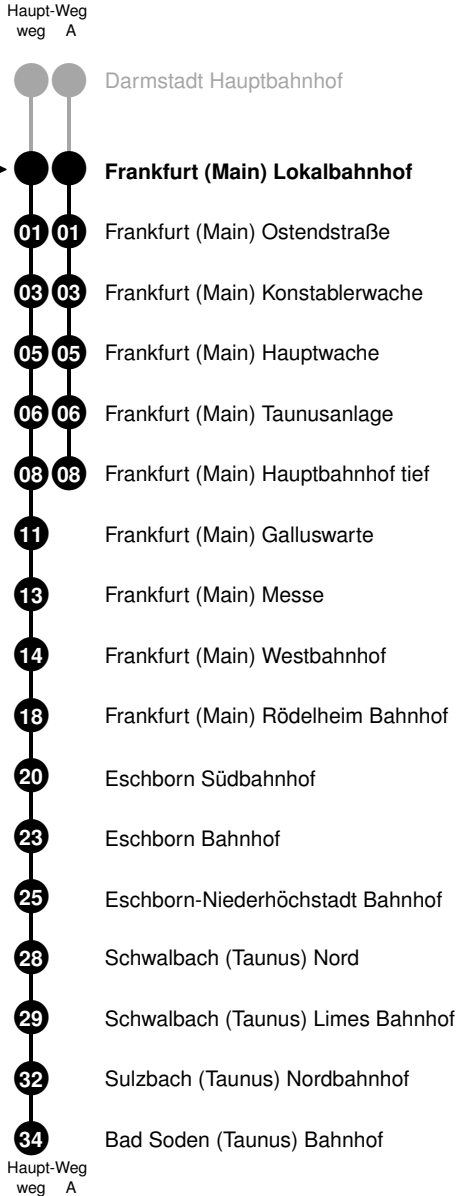 Haupt-Weg
weg A
Darmstadt Hauptbahnhof
Frankfurt (Main) Lokalbahnhof
01 01 Frankfurt (Main) Ostendstraße
03 03 Frankfurt (Main) Konstablerwache
05 05 Frankfurt (Main) Hauptwache
06 06 Frankfurt (Main) Taunusanlage
08 08 Frankfurt (Main) Hauptbahnhof tief
11 Frankfurt (Main) Galluswarte
13 Frankfurt (Main) Messe
14 Frankfurt (Main) Westbahnhof
18 Frankfurt (Main) Rödelheim Bahnhof
20 Eschborn Südbahnhof
23 Eschborn Bahnhof
25 Eschborn-Niederhöchstadt Bahnhof
28 Schwalbach (Taunus) Nord
29 Schwalbach (Taunus) Limes Bahnhof
32 Sulzbach (Taunus) Nordbahnhof
34 Bad Soden (Taunus) Bahnhof
Haupt-Weg
weg A